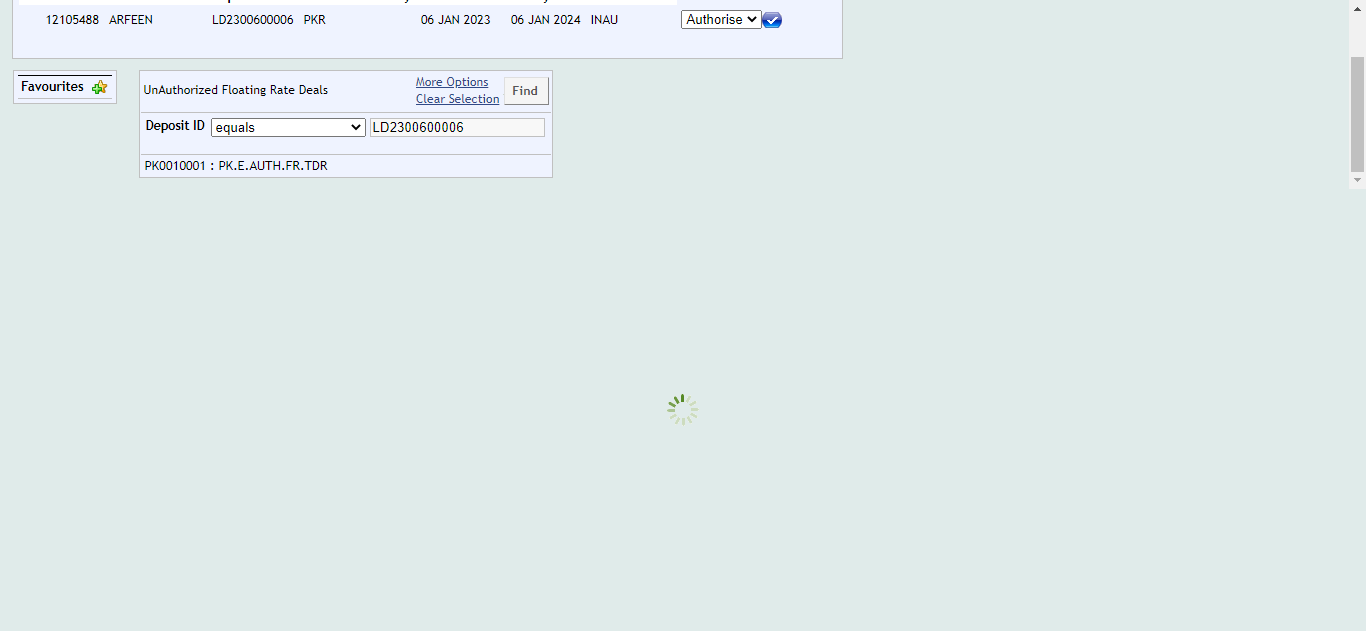 12105488 ARFEEN LD2300600006 PKR 06 JAN 2023 06 JAN 2024 INAU Authorise
Favourites
UnAuthorized Floating Rate Deals
More Options
Clear Selection
Find
Deposit ID equals LD2300600006
PK0010001 : PK.E.AUTH.FR.TDR